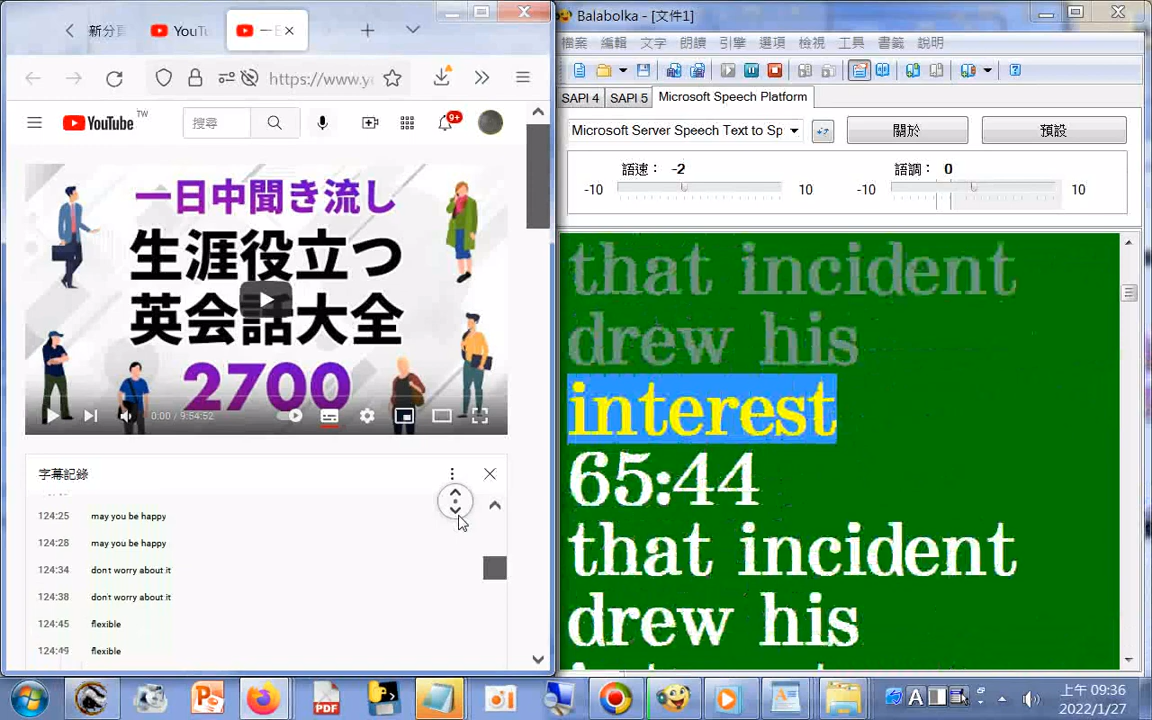 新分頁
YouTu
一E
https://www.yo
YouTube TW
搜尋
9+
一日中聞き流し
生涯役立つ
英会話大全
2700
0:00 / 9:54:52
字幕記錄
124:25 may you be happy
124:28 may you be happy
124:34 don't worry about it
124:38 don't worry about it
124:45 flexible
124:49 flexible
Balabolka - [文件1]
檔案 編輯 文字 朗讀 引擎 選項 檢視 工具 書籤 說明
SAPI 4 SAPI 5 Microsoft Speech Platform
Microsoft Server Speech Text to Sp
關於
預設
語速： -2
-10 10
語調： 0
-10 10
that incident
drew his
interest
65:44
that incident
drew his
PDF
A
上午 09:36
2022/1/27